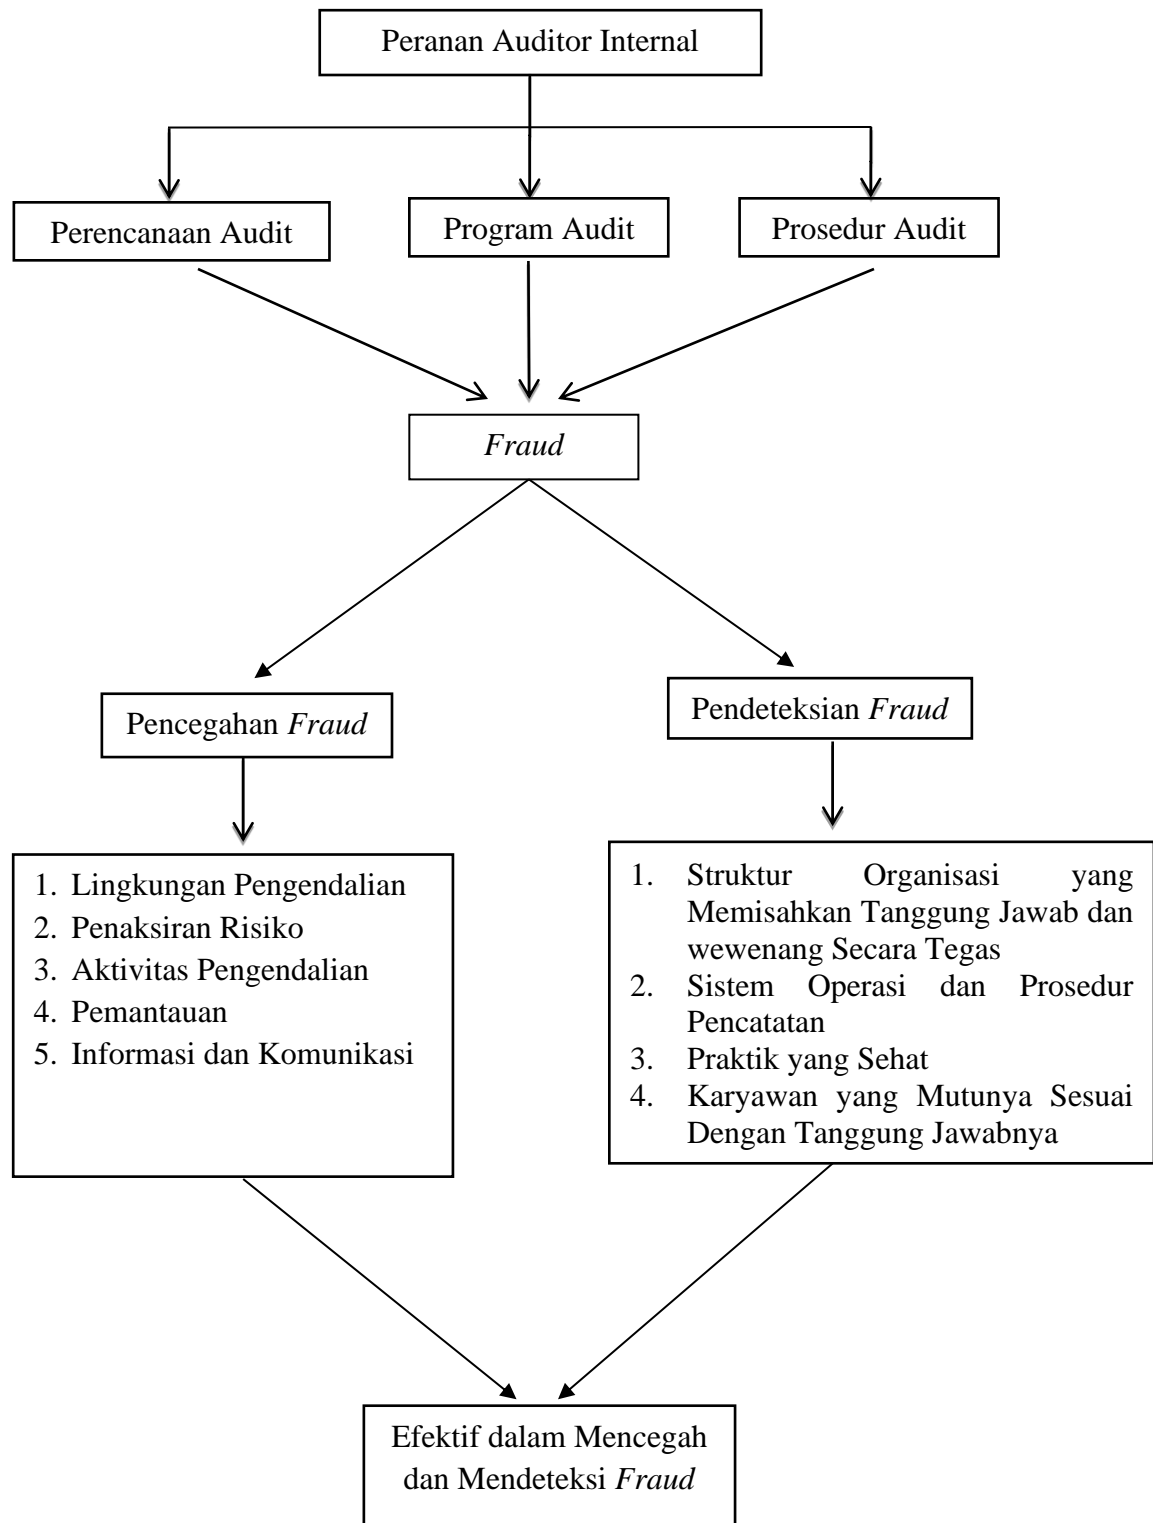 Peranan Auditor Internal
Perencanaan Audit
Program Audit
Prosedur Audit
Fraud
Pencegahan Fraud
Pendeteksian Fraud
1. Lingkungan Pengendalian
2. Penaksiran Risiko
3. Aktivitas Pengendalian
4. Pemantauan
5. Informasi dan Komunikasi
1. Struktur Organisasi yang
Memisahkan Tanggung Jawab dan
wewenang Secara Tegas
2. Sistem Operasi dan Prosedur
Pencatatan
3. Praktik yang Sehat
4. Karyawan yang Mutunya Sesuai
Dengan Tanggung Jawabnya
Efektif dalam Mencegah
dan Mendeteksi Fraud